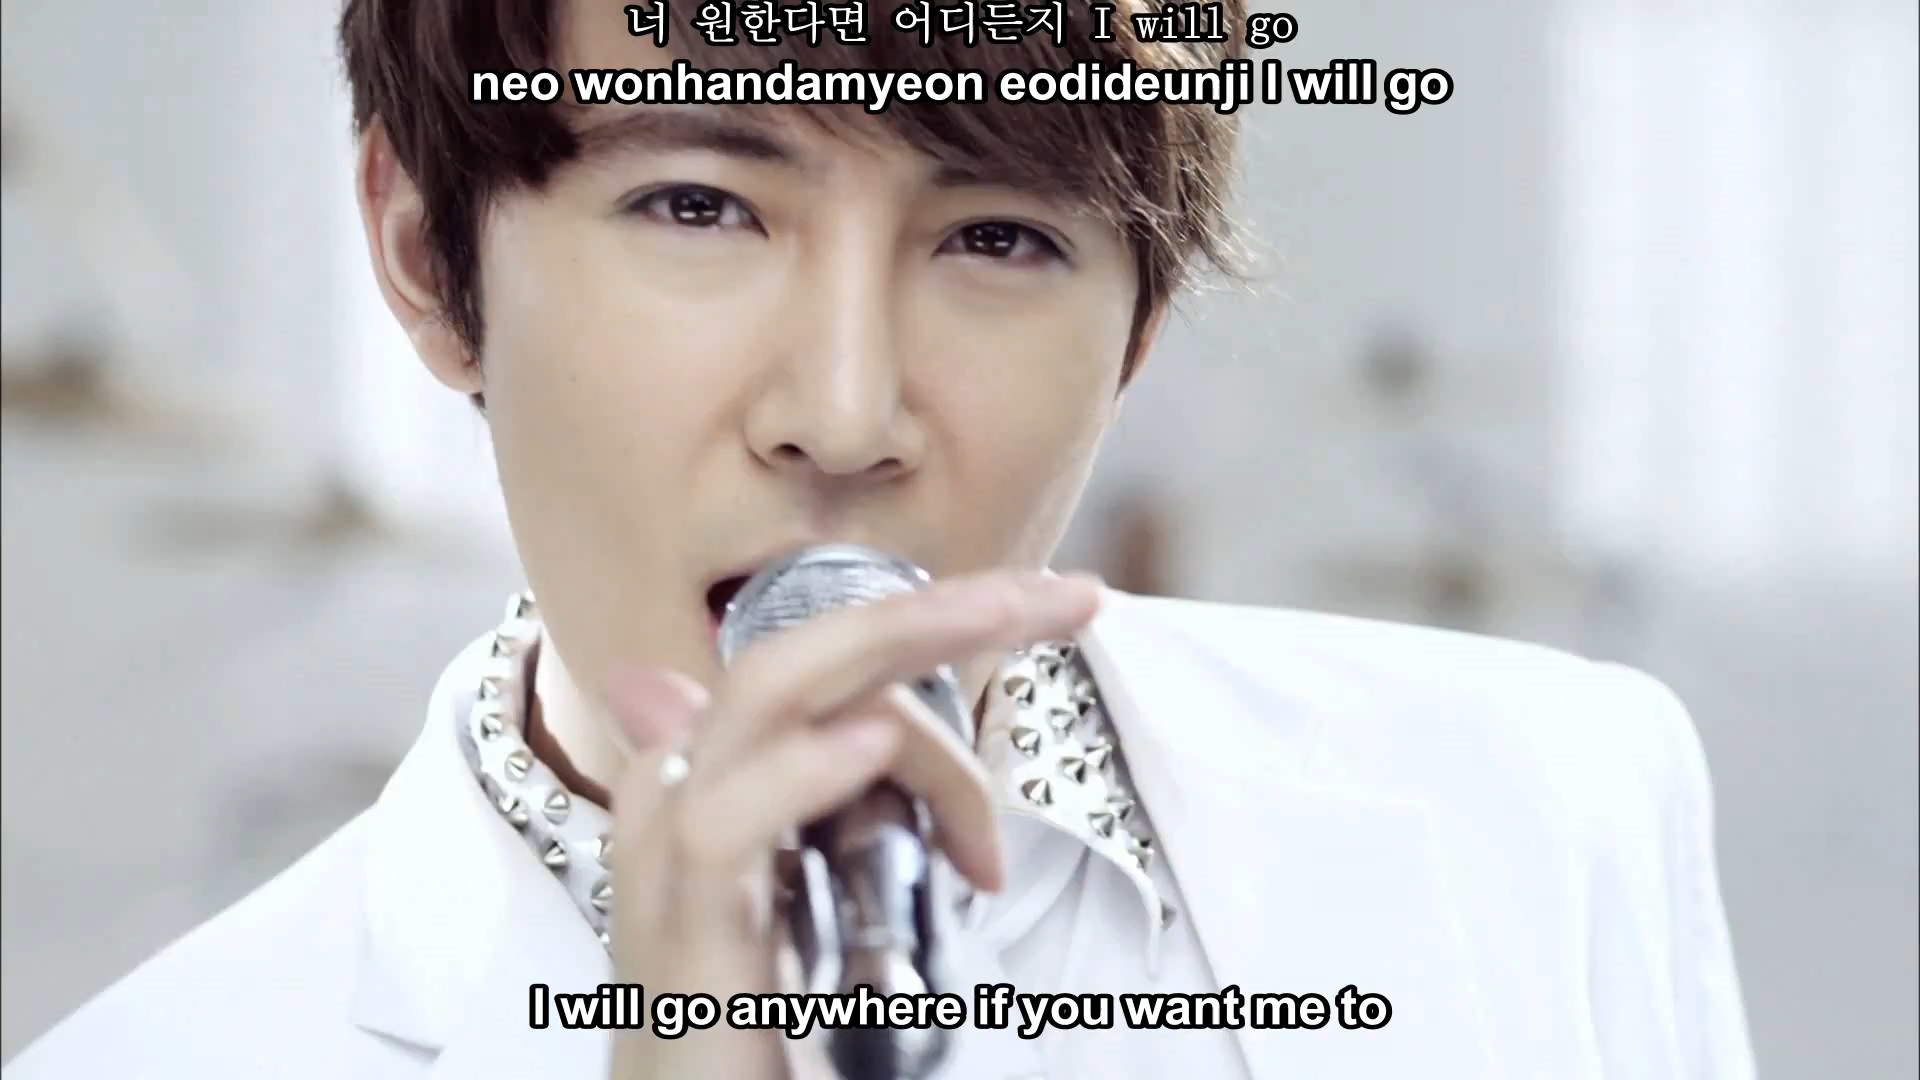 너 원한다면 어디든지 I will go
neo wonhandamyeon eodideunji I will go
I will go anywhere if you want me to